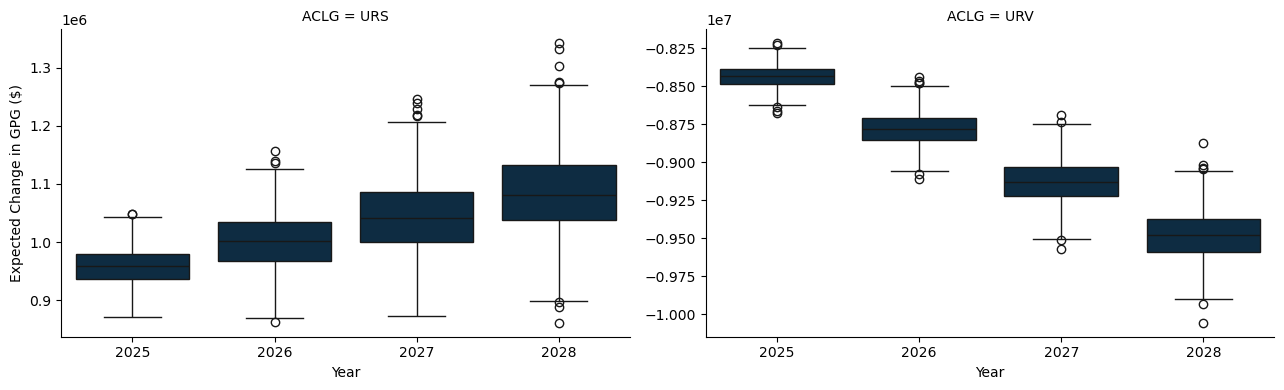 ACLG = URS
1e6
Expected Change in GPG ($)
1.3
1.2
1.1
1.0
0.9
2025 2026 2027 2028
Year
ACLG = URV
1e7
−0.825
−0.850
−0.875
−0.900
−0.925
−0.950
−0.975
−1.000
2025 2026 2027 2028
Year